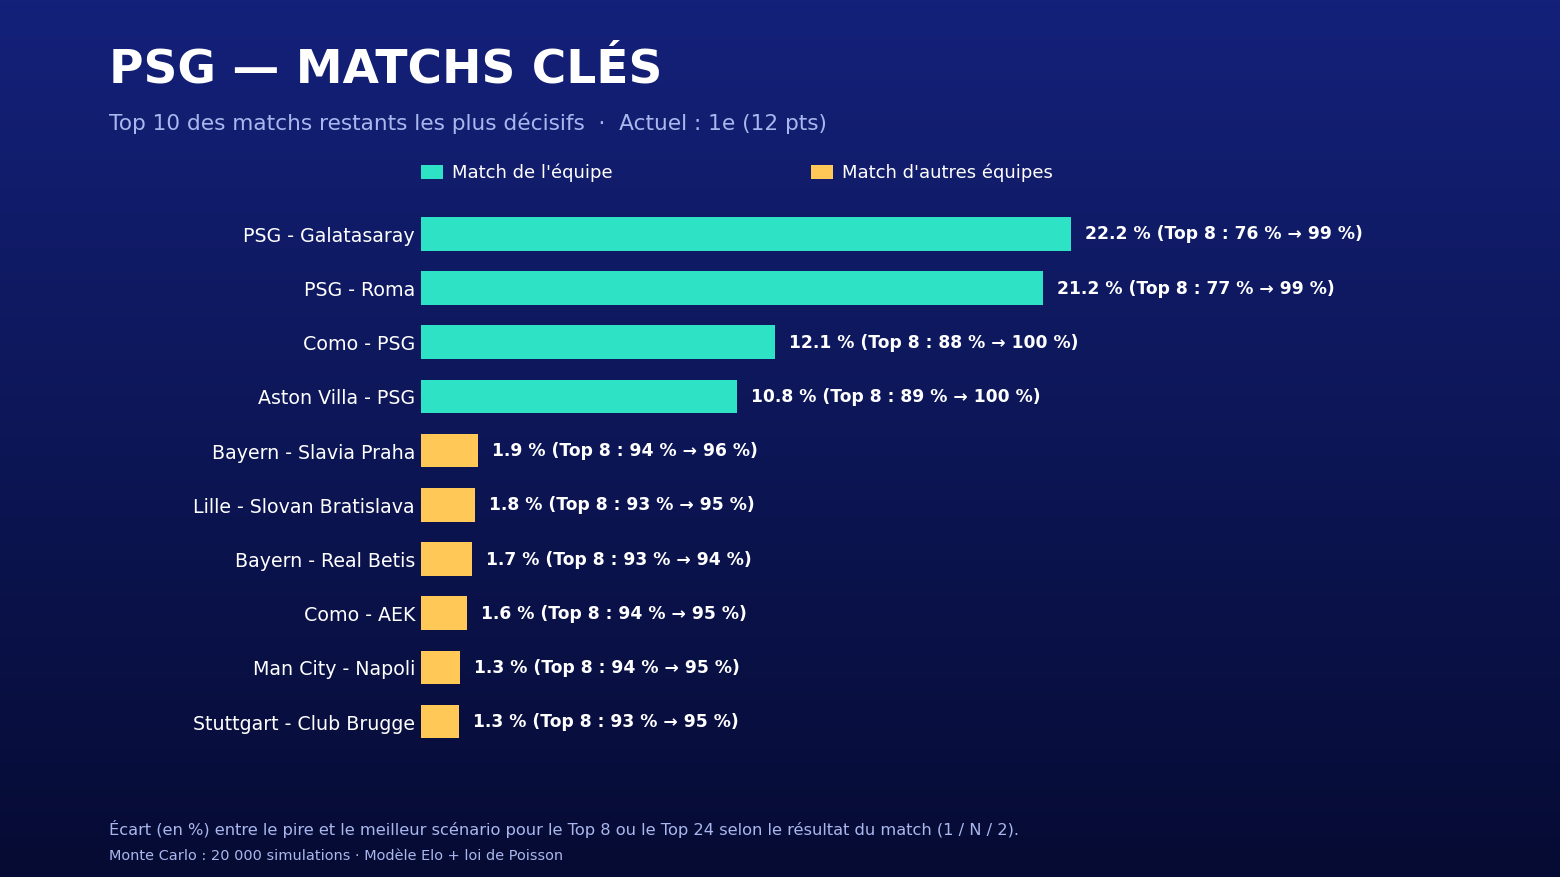 PSG — MATCHS CLÉS
Top 10 des matchs restants les plus décisifs · Actuel : 1e (12 pts)
Match de l'équipe
Match d'autres équipes
PSG - Galatasaray 22.2 % (Top 8 : 76 % → 99 %)
PSG - Roma 21.2 % (Top 8 : 77 % → 99 %)
Como - PSG 12.1 % (Top 8 : 88 % → 100 %)
Aston Villa - PSG 10.8 % (Top 8 : 89 % → 100 %)
Bayern - Slavia Praha 1.9 % (Top 8 : 94 % → 96 %)
Lille - Slovan Bratislava 1.8 % (Top 8 : 93 % → 95 %)
Bayern - Real Betis 1.7 % (Top 8 : 93 % → 94 %)
Como - AEK 1.6 % (Top 8 : 94 % → 95 %)
Man City - Napoli 1.3 % (Top 8 : 94 % → 95 %)
Stuttgart - Club Brugge 1.3 % (Top 8 : 93 % → 95 %)
Écart (en %) entre le pire et le meilleur scénario pour le Top 8 ou le Top 24 selon le résultat du match (1 / N / 2).
Monte Carlo : 20 000 simulations · Modèle Elo + loi de Poisson